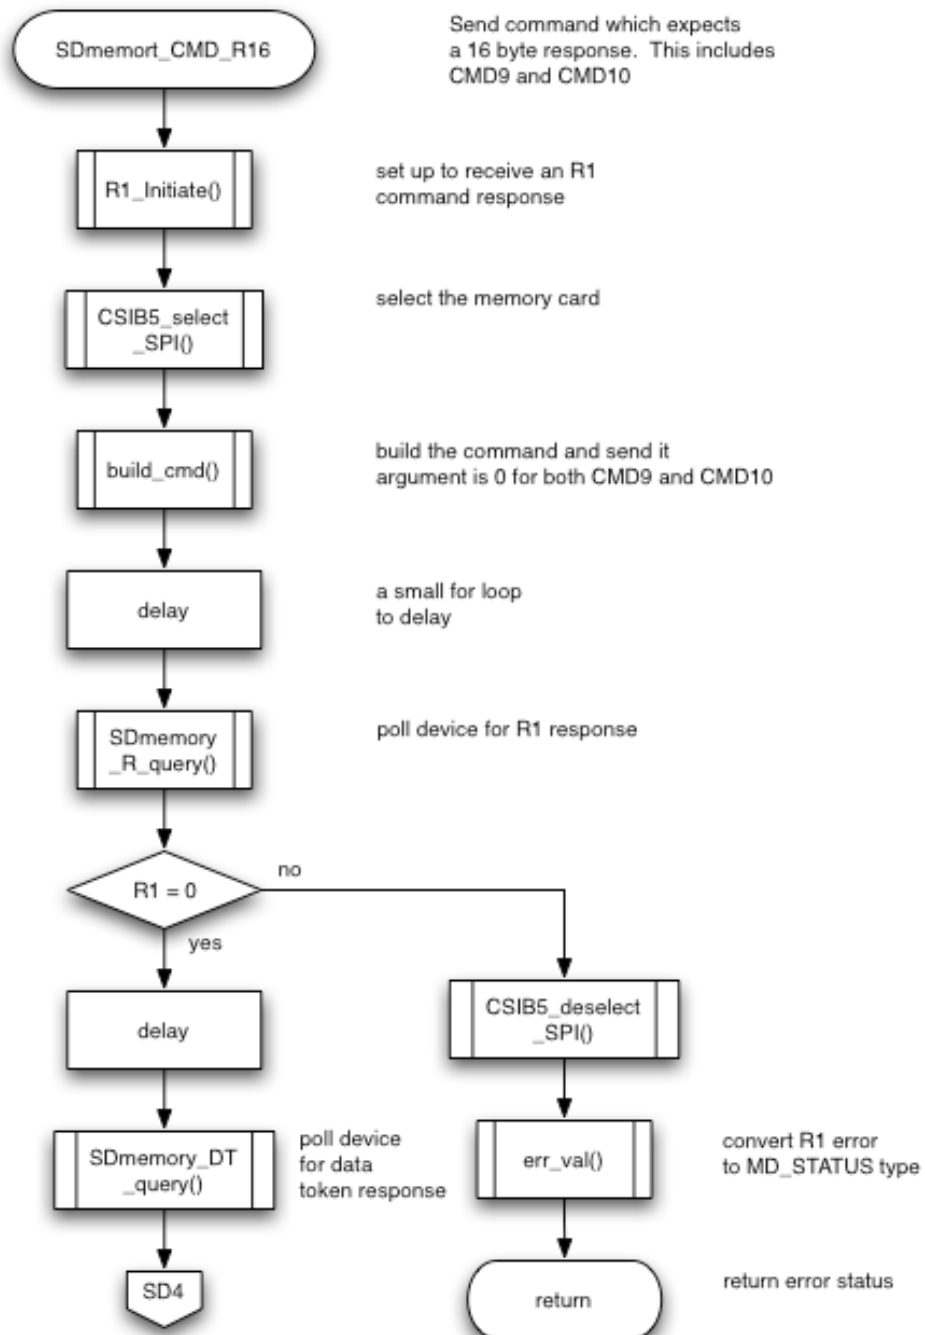 SDmemort_CMD_R16
Send command which expects
a 16 byte response. This includes
CMD9 and CMD10
R1_Initiate()
set up to receive an R1
command response
CSIB5_select
_SPI()
select the memory card
build_cmd()
build the command and send it
argument is 0 for both CMD9 and CMD10
delay
a small for loop
to delay
SDmemory
_R_query()
poll device for R1 response
R1 = 0
no
yes
delay
CSIB5_deselect
_SPI()
SDmemory_DT
_query()
poll device
for data
token response
err_val()
convert R1 error
to MD_STATUS type
SD4
return
return error status